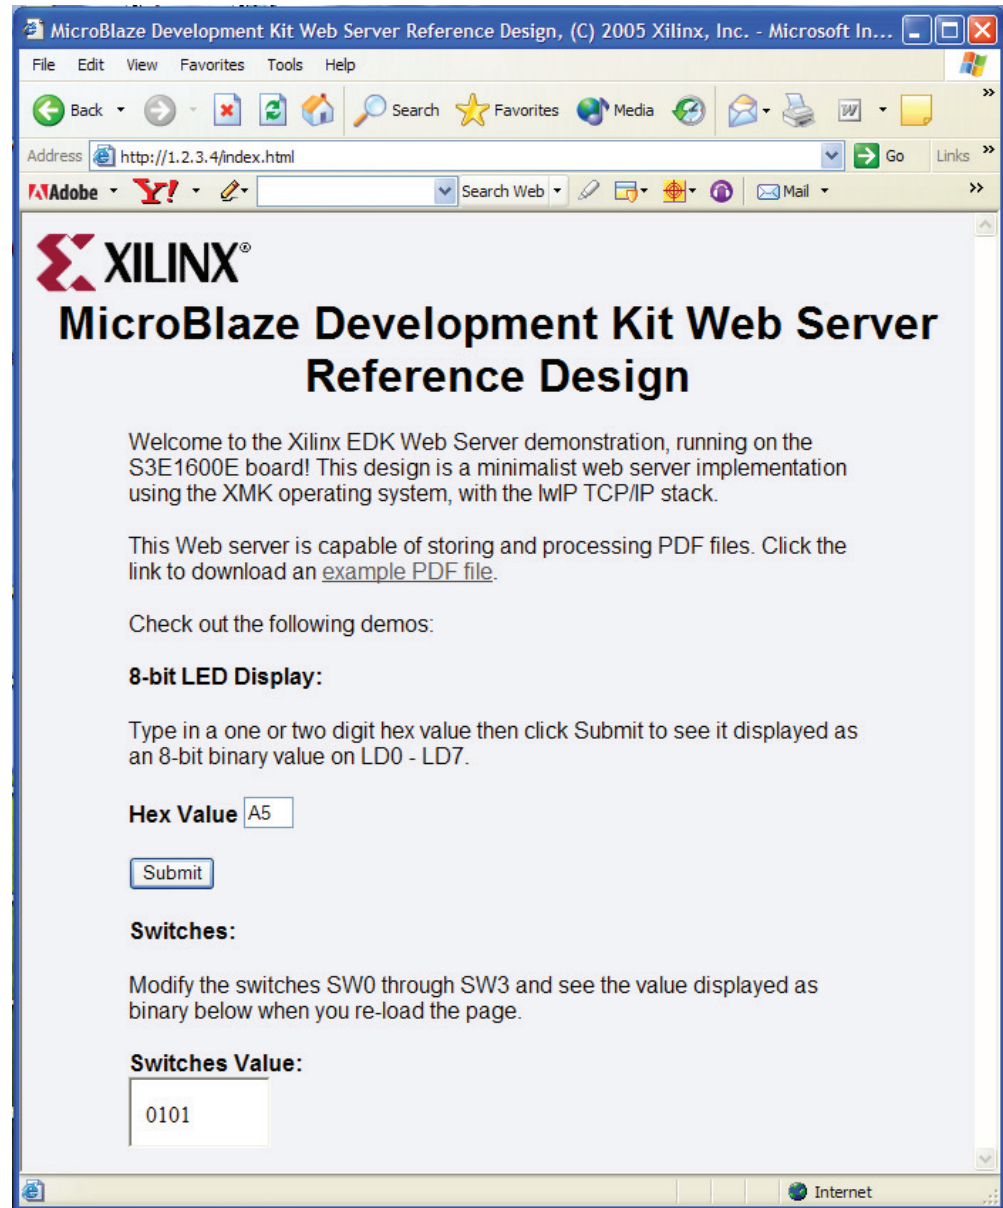 MicroBlaze Development Kit Web Server Reference Design, (C) 2005 Xilinx, Inc. - Microsoft In...
File Edit View Favorites Tools Help
Back Search Favorites Media W »
Address http://1.2.3.4/index.html Go Links »
Adobe Y! Search Web Mail »
XILINX®
MicroBlaze Development Kit Web Server
Reference Design
Welcome to the Xilinx EDK Web Server demonstration, running on the
S3E1600E board! This design is a minimalist web server implementation
using the XMK operating system, with the lwIP TCP/IP stack.
This Web server is capable of storing and processing PDF files. Click the
link to download an example PDF file.
Check out the following demos:
8-bit LED Display:
Type in a one or two digit hex value then click Submit to see it displayed as
an 8-bit binary value on LD0 - LD7.
Hex Value A5
Submit
Switches:
Modify the switches SW0 through SW3 and see the value displayed as
binary below when you re-load the page.
Switches Value:
0101
Internet